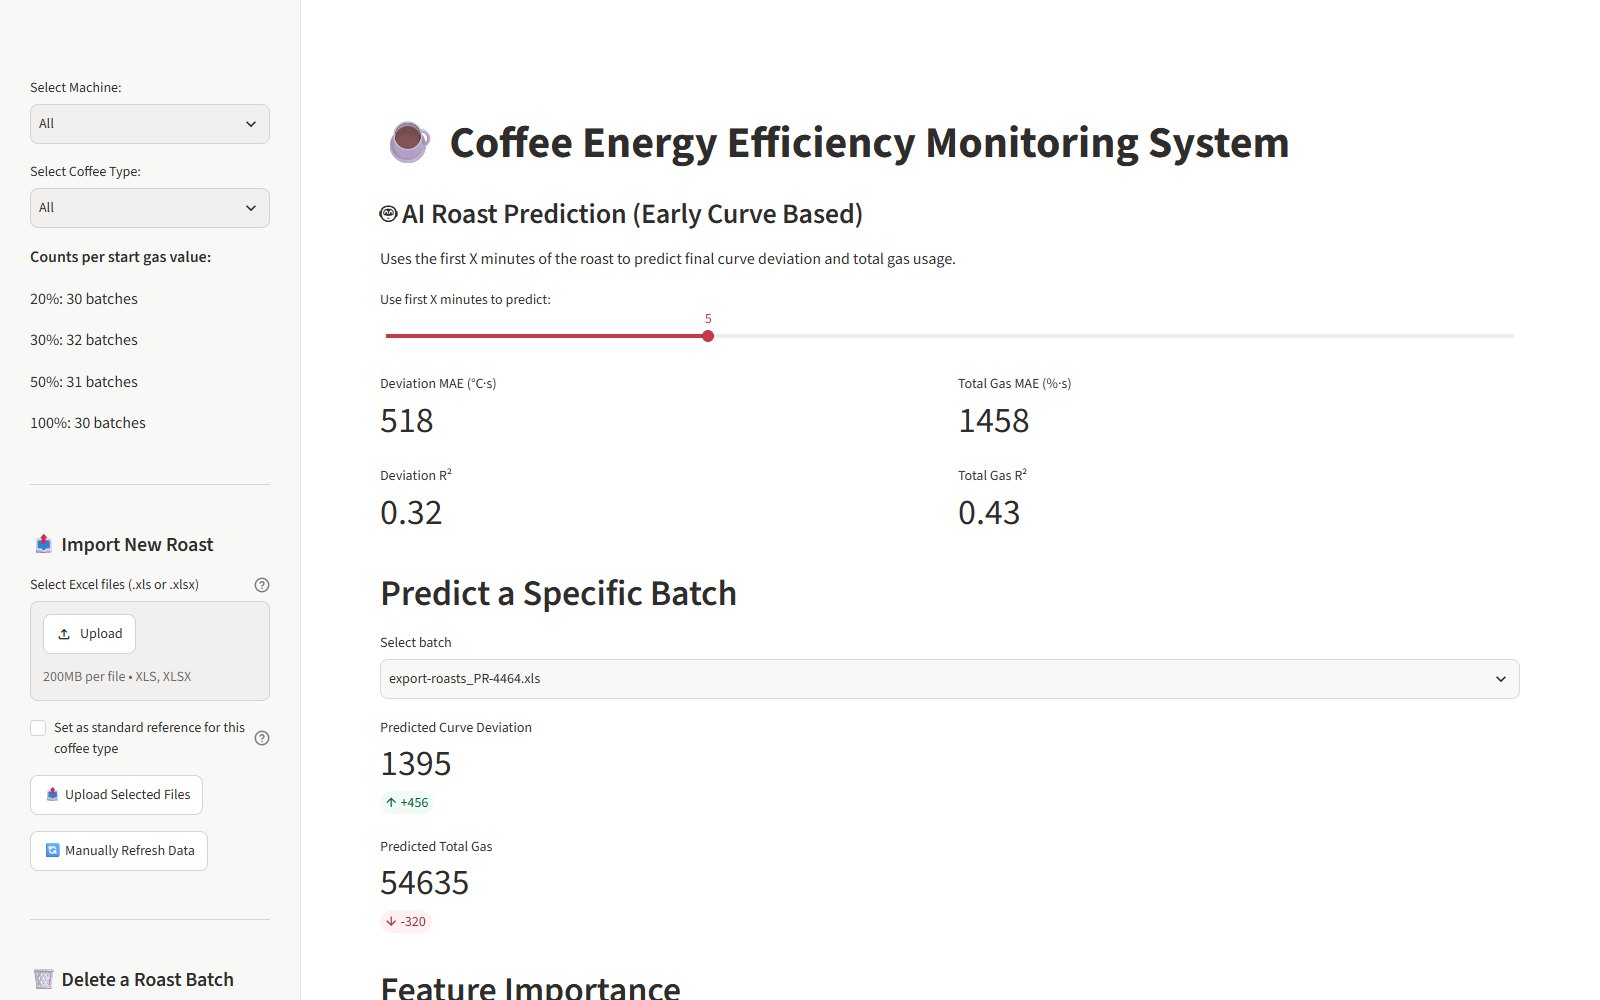 Select Machine:
All
Select Coffee Type:
All
Counts per start gas value:
20%: 30 batches
30%: 32 batches
50%: 31 batches
100%: 30 batches
Import New Roast
Select Excel files (.xls or .xlsx)
Upload
200MB per file • XLS, XLSX
Set as standard reference for this
coffee type
Upload Selected Files
Manually Refresh Data
Delete a Roast Batch
Coffee Energy Efficiency Monitoring System
AI Roast Prediction (Early Curve Based)
Uses the first X minutes of the roast to predict final curve deviation and total gas usage.
Use first X minutes to predict:
5
Deviation MAE (°C·s)
518
Total Gas MAE (%·s)
1458
Deviation R²
0.32
Total Gas R²
0.43
Predict a Specific Batch
Select batch
export-roasts_PR-4464.xls
Predicted Curve Deviation
1395
↑ +456
Predicted Total Gas
54635
↓ -320
Feature Importance